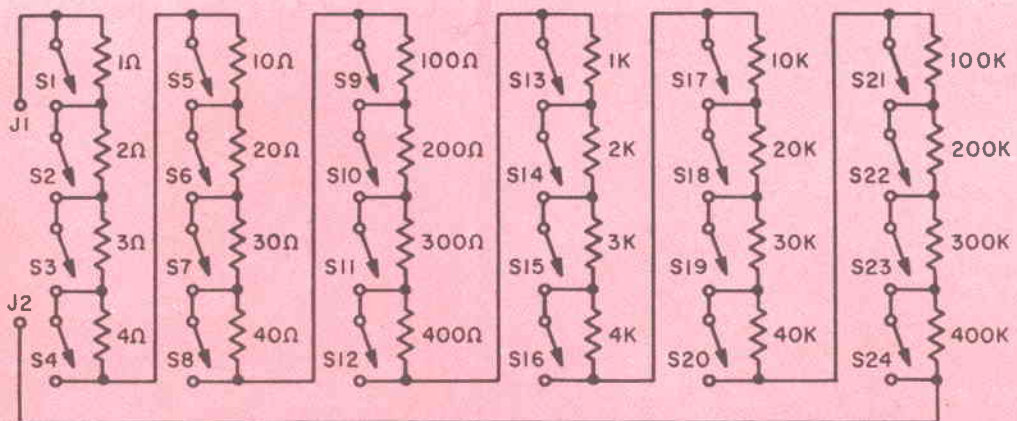 1Ω 10Ω 100Ω 1K 10K 100K
S1 S5 S9 S13 S17 S21
J1
2Ω 20Ω 200Ω 2K 20K 200K
S2 S6 S10 S14 S18 S22
3Ω 30Ω 300Ω 3K 30K 300K
S3 S7 S11 S15 S19 S23
J2
4Ω 40Ω 400Ω 4K 40K 400K
S4 S8 S12 S16 S20 S24